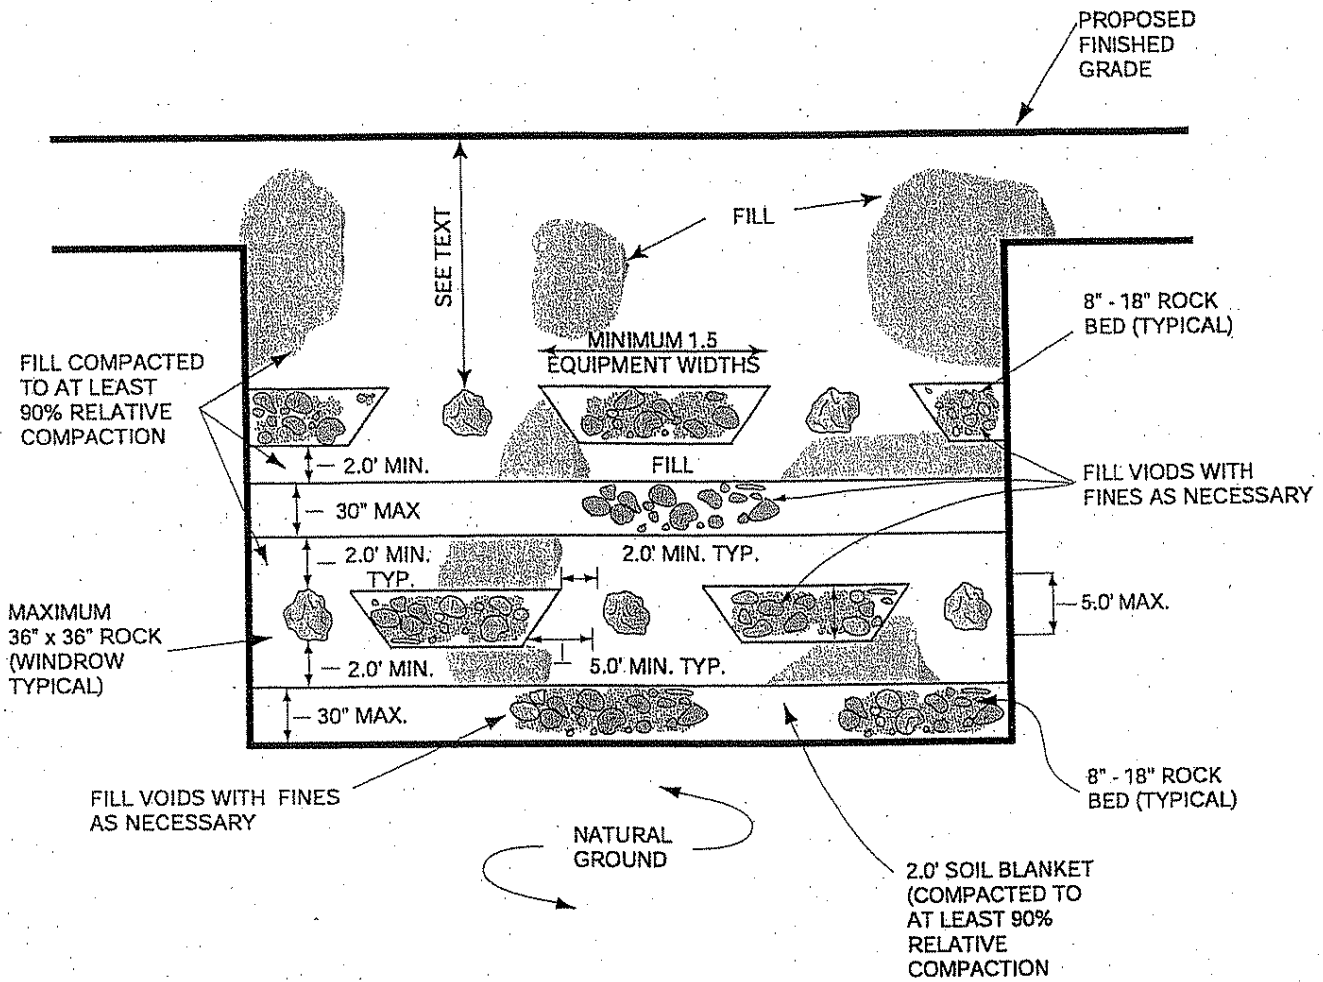 PROPOSED
FINISHED
GRADE
FILL
SEE TEXT
8" - 18" ROCK
BED (TYPICAL)
MINIMUM 1.5
EQUIPMENT WIDTHS
FILL COMPACTED
TO AT LEAST
90% RELATIVE
COMPACTION
2.0' MIN.
FILL
FILL VIODS WITH
FINES AS NECESSARY
30" MAX
2.0' MIN.
TYP.
2.0' MIN. TYP.
5.0' MAX.
MAXIMUM
36" x 36" ROCK
(WINDROW
TYPICAL)
2.0' MIN.
5.0' MIN. TYP.
30" MAX.
8" - 18" ROCK
BED (TYPICAL)
FILL VOIDS WITH FINES
AS NECESSARY
NATURAL
GROUND
2.0' SOIL BLANKET
(COMPACTED TO
AT LEAST 90%
RELATIVE
COMPACTION